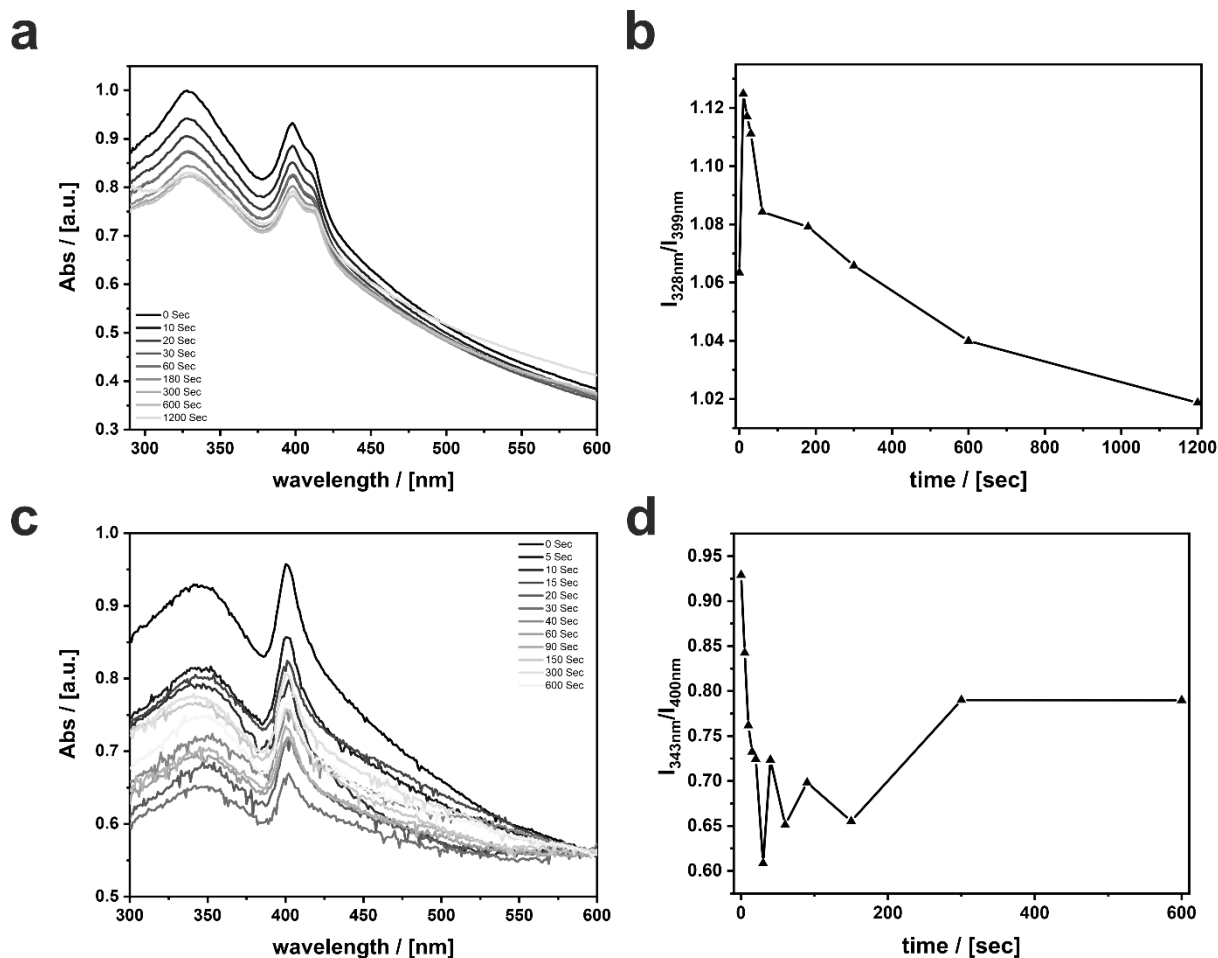 a
1.0
0.9
0.8
0.7
0.6
0.5
0.4
0.3
Abs / [a.u.]
0 Sec
10 Sec
20 Sec
30 Sec
60 Sec
180 Sec
300 Sec
600 Sec
1200 Sec
300 350 400 450 500 550 600
wavelength / [nm]
b
1.12
1.10
1.08
1.06
1.04
1.02
I328nm/I399nm
0 200 400 600 800 1000 1200
time / [sec]
c
1.0
0.9
0.8
0.7
0.6
0.5
Abs / [a.u.]
0 Sec
5 Sec
10 Sec
15 Sec
20 Sec
30 Sec
40 Sec
60 Sec
90 Sec
150 Sec
300 Sec
600 Sec
300 350 400 450 500 550 600
wavelength / [nm]
d
0.95
0.90
0.85
0.80
0.75
0.70
0.65
0.60
I343nm/I400nm
0 200 400 600
time / [sec]